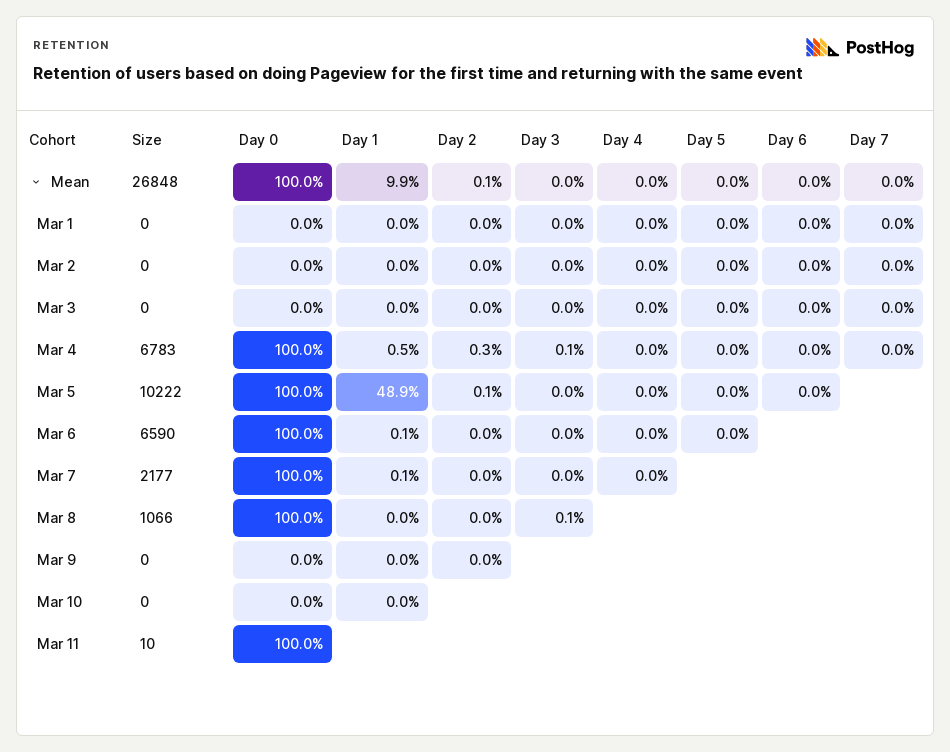 RETENTION
PostHog
Retention of users based on doing Pageview for the first time and returning with the same event
Cohort Size Day 0 Day 1 Day 2 Day 3 Day 4 Day 5 Day 6 Day 7
Mean 26848 100.0% 9.9% 0.1% 0.0% 0.0% 0.0% 0.0% 0.0%
Mar 1 0 0.0% 0.0% 0.0% 0.0% 0.0% 0.0% 0.0% 0.0%
Mar 2 0 0.0% 0.0% 0.0% 0.0% 0.0% 0.0% 0.0% 0.0%
Mar 3 0 0.0% 0.0% 0.0% 0.0% 0.0% 0.0% 0.0% 0.0%
Mar 4 6783 100.0% 0.5% 0.3% 0.1% 0.0% 0.0% 0.0% 0.0%
Mar 5 10222 100.0% 48.9% 0.1% 0.0% 0.0% 0.0% 0.0%
Mar 6 6590 100.0% 0.1% 0.0% 0.0% 0.0% 0.0%
Mar 7 2177 100.0% 0.1% 0.0% 0.0% 0.0%
Mar 8 1066 100.0% 0.0% 0.0% 0.1%
Mar 9 0 0.0% 0.0% 0.0%
Mar 10 0 0.0% 0.0%
Mar 11 10 100.0%